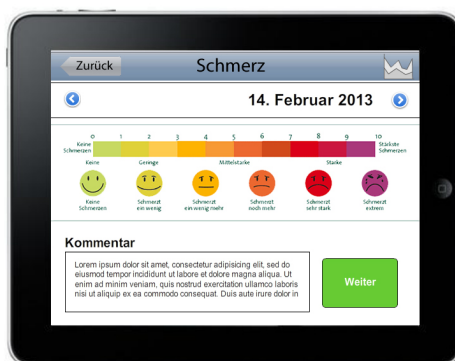 Zurück
Schmerz
14. Februar 2013
0 1 2 3 4 5 6 7 8 9 10
Keine Schmerzen
Stärkste Schmerzen
Keine Geringe Mittelstarke Starke
Keine Schmerzen
Schmerzt ein wenig
Schmerzt ein wenig mehr
Schmerzt noch mehr
Schmerzt sehr stark
Schmerzt extrem
Kommentar
Lorem ipsum dolor sit amet, consectetur adipisicing elit, sed do
eiusmod tempor incididunt ut labore et dolore magna aliqua. Ut
enim ad minim veniam, quis nostrud exercitation ullamco laboris
nisi ut aliquip ex ea commodo consequat. Duis aute irure dolor in
Weiter